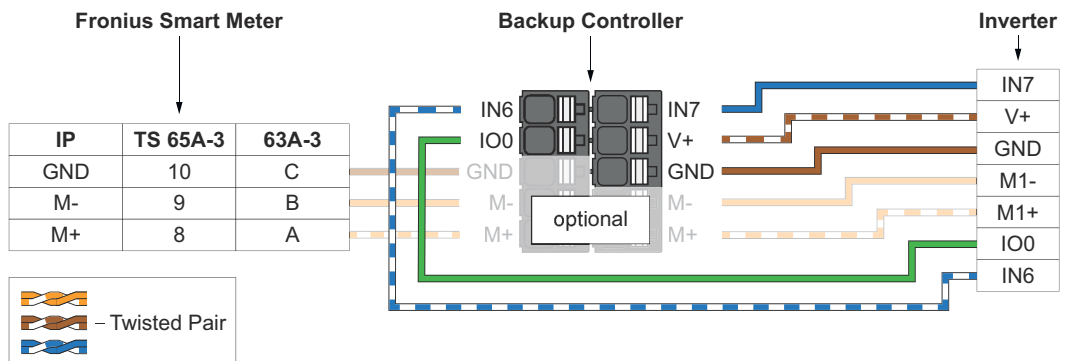 Fronius Smart Meter
Backup Controller
Inverter
IP TS 65A-3 63A-3
GND 10 C
M- 9 B
M+ 8 A
IN6
IO0
GND
M-
M+
IN7
V+
GND
M-
M+
optional
IN7
V+
GND
M1-
M1+
IO0
IN6
– Twisted Pair